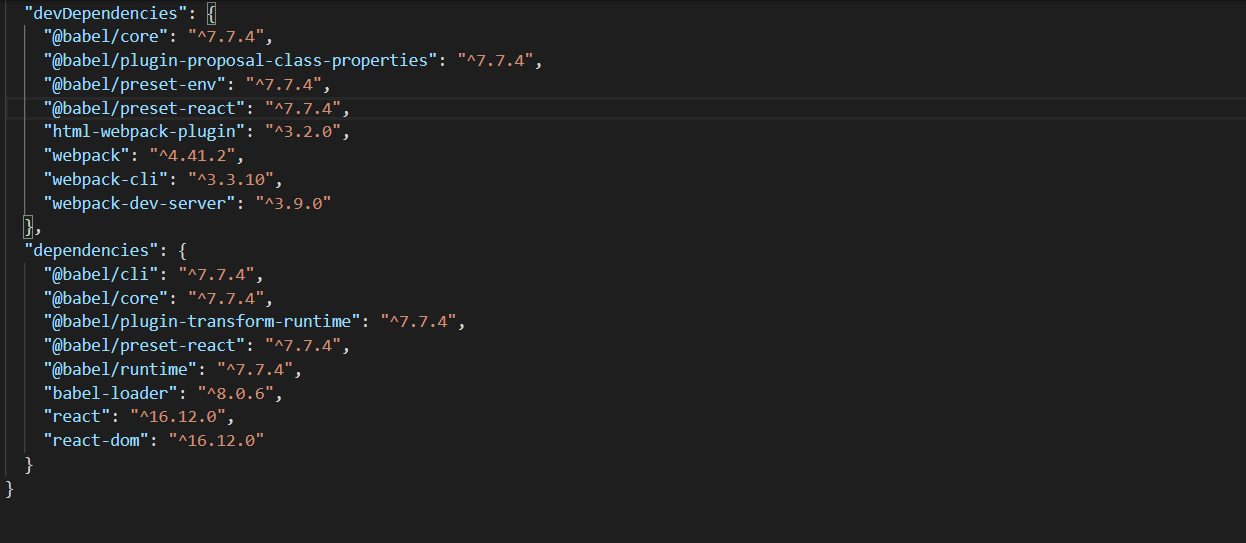 "devDependencies": {
"@babel/core": "^7.7.4",
"@babel/plugin-proposal-class-properties": "^7.7.4",
"@babel/preset-env": "^7.7.4",
"@babel/preset-react": "^7.7.4",
"html-webpack-plugin": "^3.2.0",
"webpack": "^4.41.2",
"webpack-cli": "^3.3.10",
"webpack-dev-server": "^3.9.0"
},
"dependencies": {
"@babel/cli": "^7.7.4",
"@babel/core": "^7.7.4",
"@babel/plugin-transform-runtime": "^7.7.4",
"@babel/preset-react": "^7.7.4",
"@babel/runtime": "^7.7.4",
"babel-loader": "^8.0.6",
"react": "^16.12.0",
"react-dom": "^16.12.0"
}
}